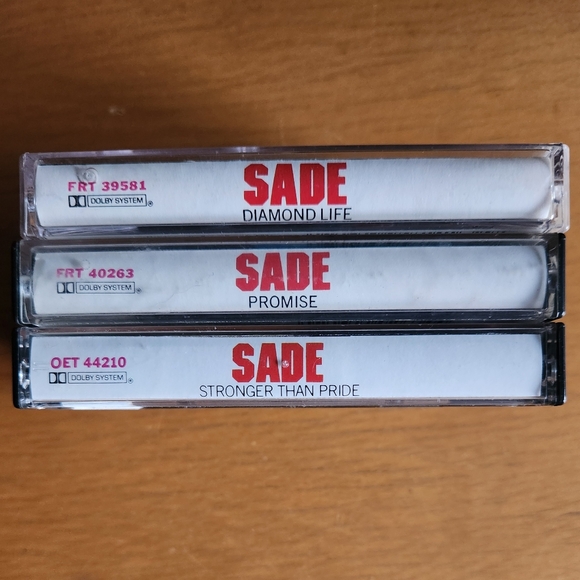 FRT 39581
DOLBY SYSTEM ®
SADE
DIAMOND LIFE
FRT 40263
DOLBY SYSTEM ®
SADE
PROMISE
OET 44210
DOLBY SYSTEM ®
SADE
STRONGER THAN PRIDE